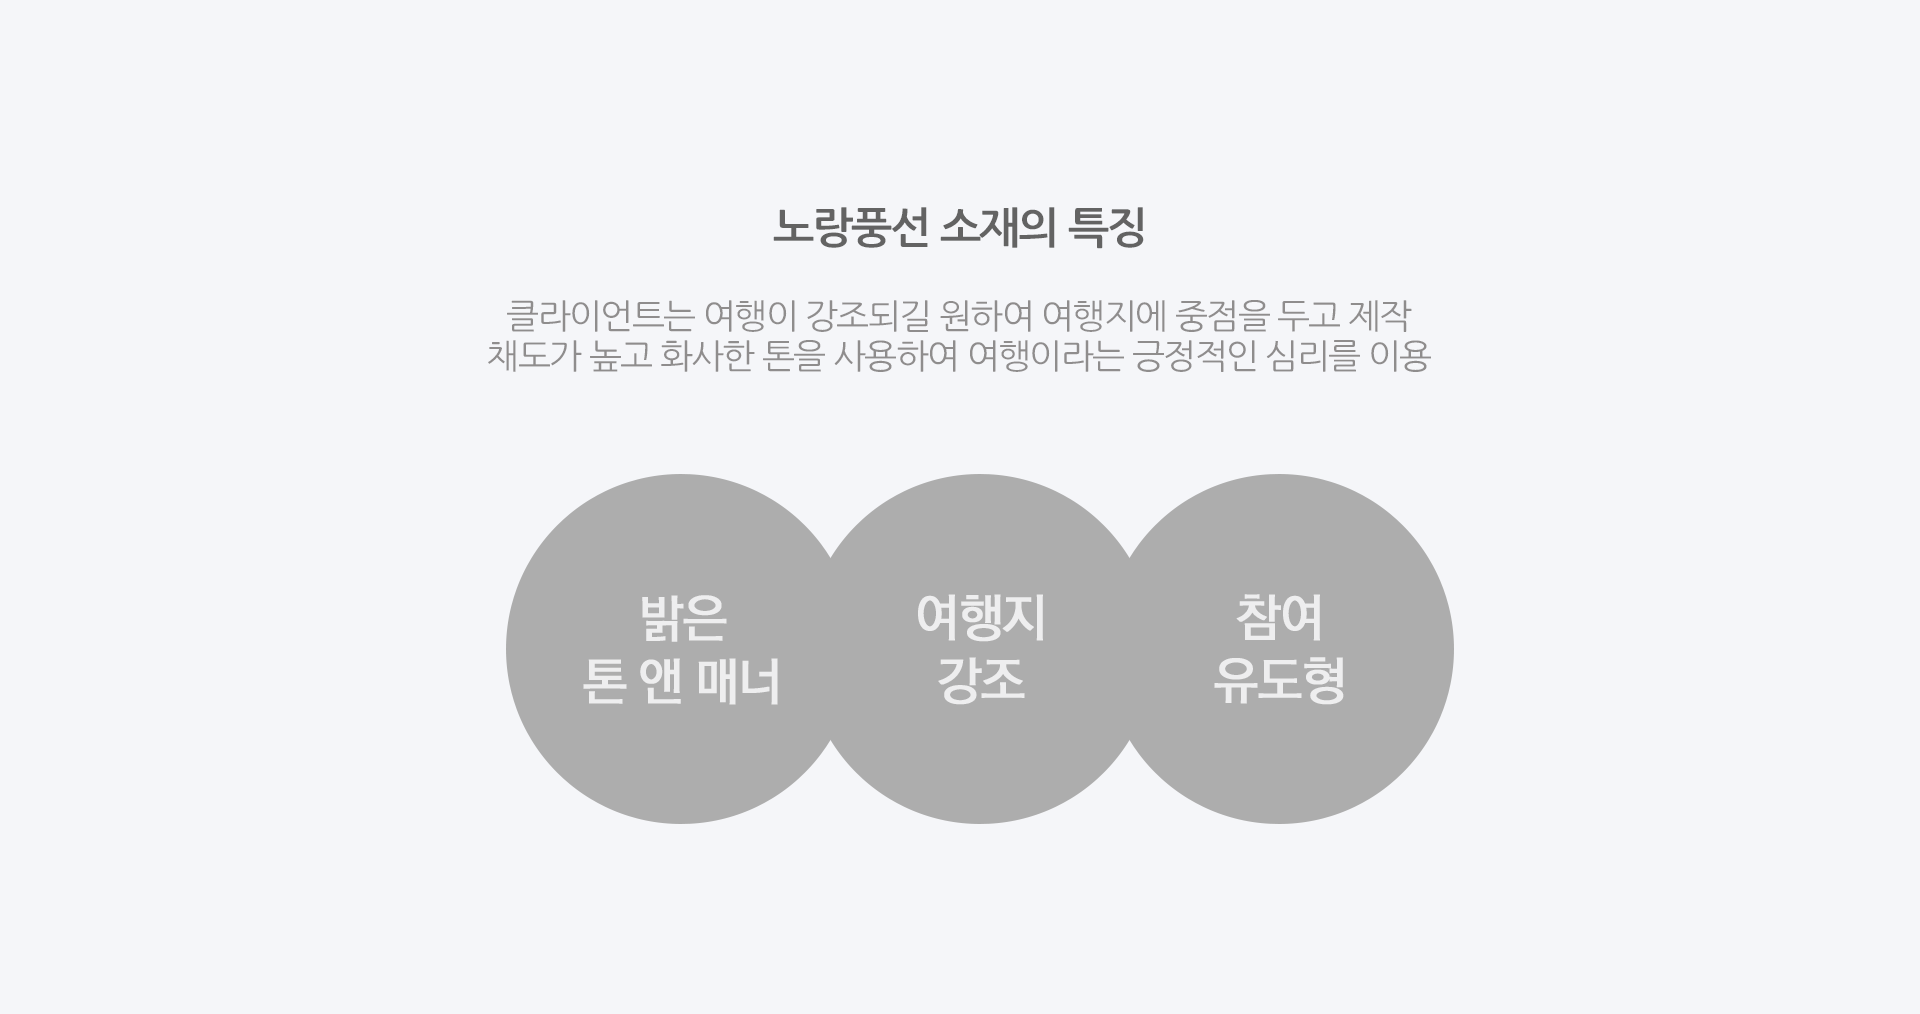 노랑풍선 소재의 특징
클라이언트는 여행이 강조되길 원하여 여행지에 중점을 두고 제작
채도가 높고 화사한 톤을 사용하여 여행이라는 긍정적인 심리를 이용
밝은
톤 앤 매너
여행지
강조
참여
유도형